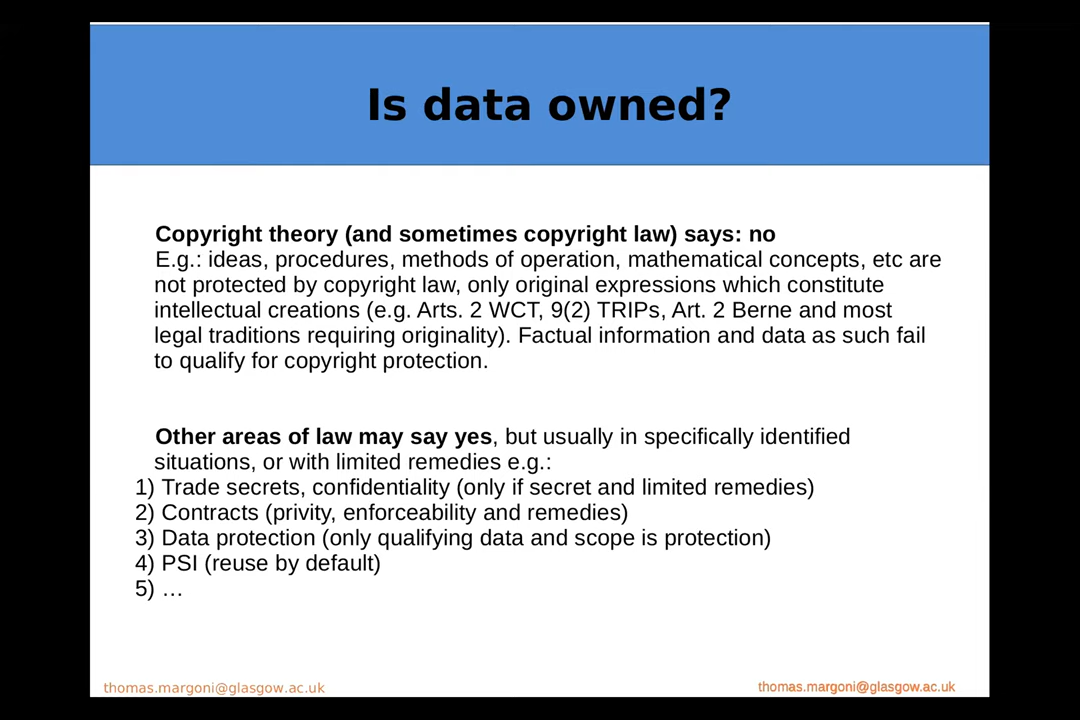 Is data owned?
Copyright theory (and sometimes copyright law) says: no
E.g.: ideas, procedures, methods of operation, mathematical concepts, etc are
not protected by copyright law, only original expressions which constitute
intellectual creations (e.g. Arts. 2 WCT, 9(2) TRIPs, Art. 2 Berne and most
legal traditions requiring originality). Factual information and data as such fail
to qualify for copyright protection.
Other areas of law may say yes, but usually in specifically identified
situations, or with limited remedies e.g.:
1) Trade secrets, confidentiality (only if secret and limited remedies)
2) Contracts (privity, enforceability and remedies)
3) Data protection (only qualifying data and scope is protection)
4) PSI (reuse by default)
5) …
thomas.margoni@glasgow.ac.uk
thomas.margoni@glasgow.ac.uk